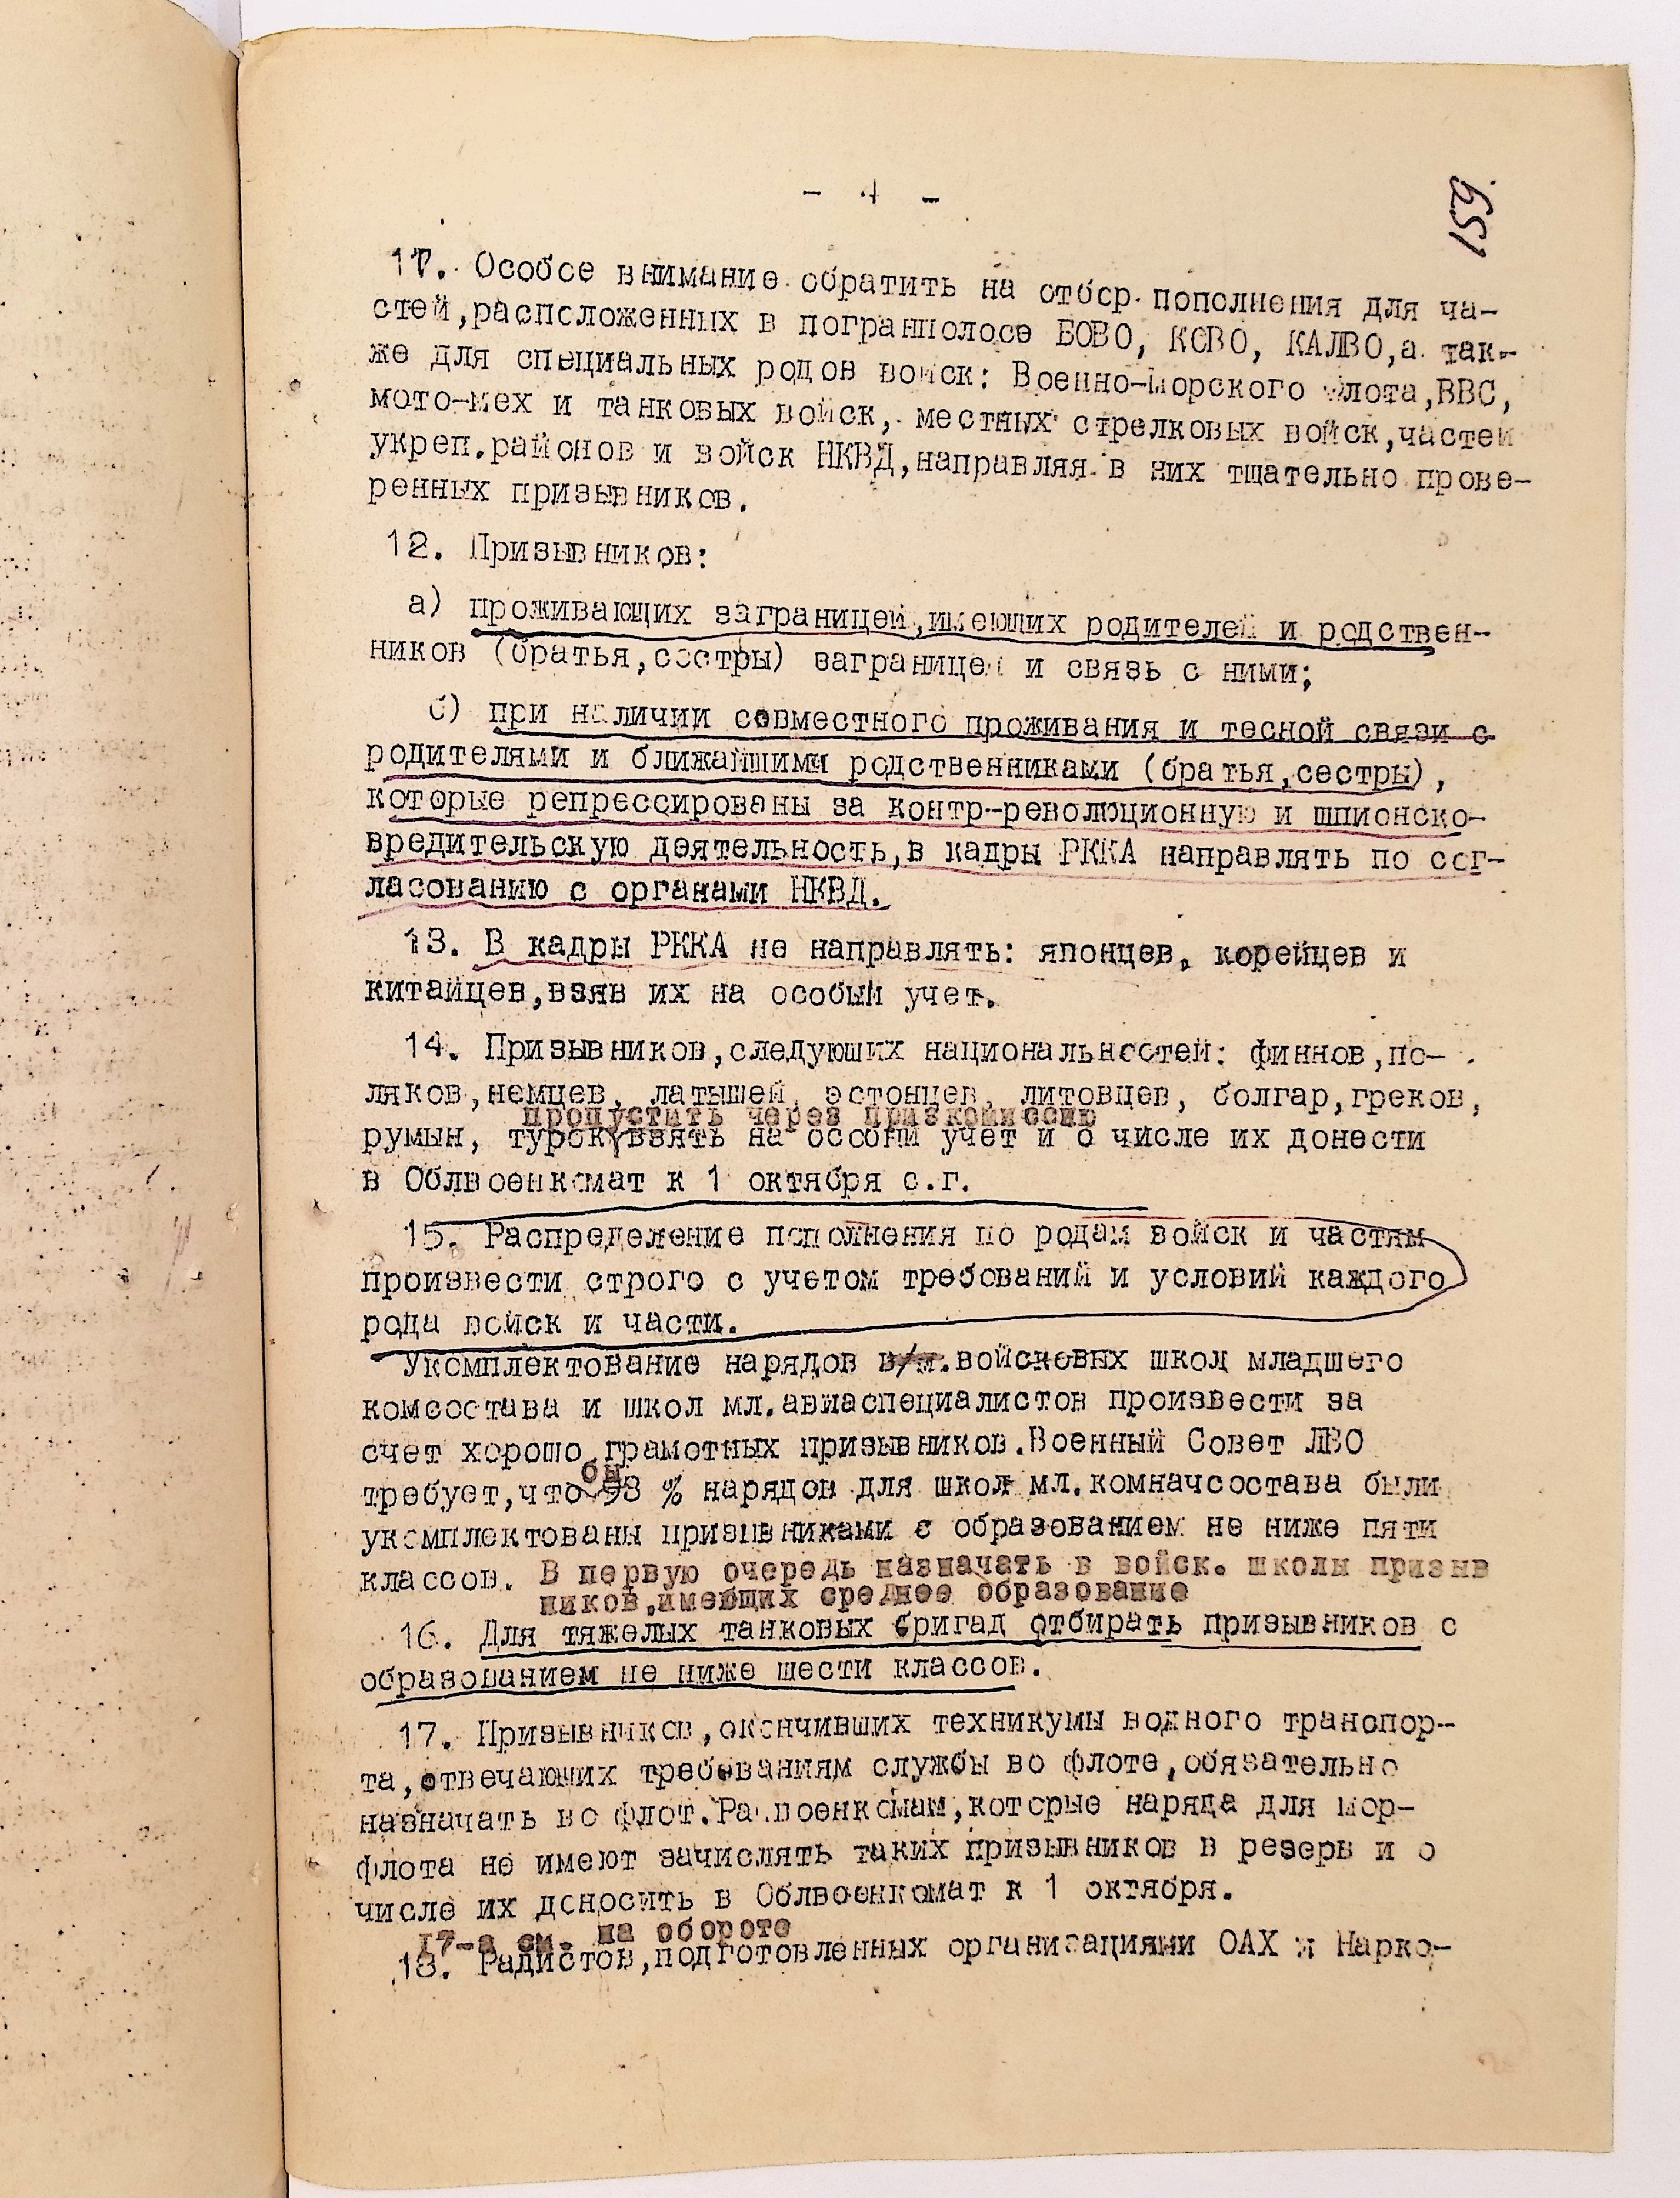 - 4 -
159
11. Особое внимание обратить на отбор пополнения для ча-
стей,расположенных в погранполосе БОВО, КОВО, КАЛВО,а так-
же для специальных родов войск: Военно-Морского Флота,ВВС,
мото-мех и танковых войск, местных стрелковых войск,частей
укреп.районов и войск НКВД,направляя в них тщательно прове-
ренных призывников.
12. Призывников:
а) проживающих заграницей,имеющих родителей и родствен-
ников (братья,сестры) заграницей и связь с ними;
б) при наличии совместного проживания и тесной связи с
родителями и ближайшими родственниками (братья,сестры),
которые репрессированы за контр-революционную и шпионско-
вредительскую деятельность,в кадры РККА направлять по сог-
ласованию с органами НКВД.
13. В кадры РККА не направлять: японцев, корейцев и
китайцев,взяв их на особый учет.
14. Призывников,следующих национальностей: финнов,по-
ляков,немцев, латышей, эстонцев, литовцев, болгар,греков,
пропустить через призкомиссию
румын, турок взять на оссбый учет и о числе их донести
в Облвоенкомат к 1 октября с.г.
15. Распределение пополнения по родам войск и частям
произвести строго с учетом требований и условий каждого
рода войск и части.
Укомплектование нарядов в/ч.войсковых школ младшего
комсостава и школ мл.авиаспециалистов произвести за
счет хорошо грамотных призывников.Военный Совет ЛВО
бы
требует,что 93 % нарядов для школ мл.комначсостава были
укомплектованы призывниками с образованием не ниже пяти
классов. В первую очередь назначать в войск. школы призыв
ников,имеющих среднее образование
16. Для тяжелых танковых бригад отбирать призывников с
образованием не ниже шести классов.
17. Призывников,окончивших техникумы водного транспор-
та,отвечающих требованиям службы во флоте,обязательно
назначать во флот.Райвоенкомам,которые наряда для мор-
флота не имеют зачислять таких призывников в резерв и о
числе их доносить в Облвоенкомат к 1 октября.
17-а см. на обороте
18. Радистов,подготовленных организациями ОАХ и Нарко-